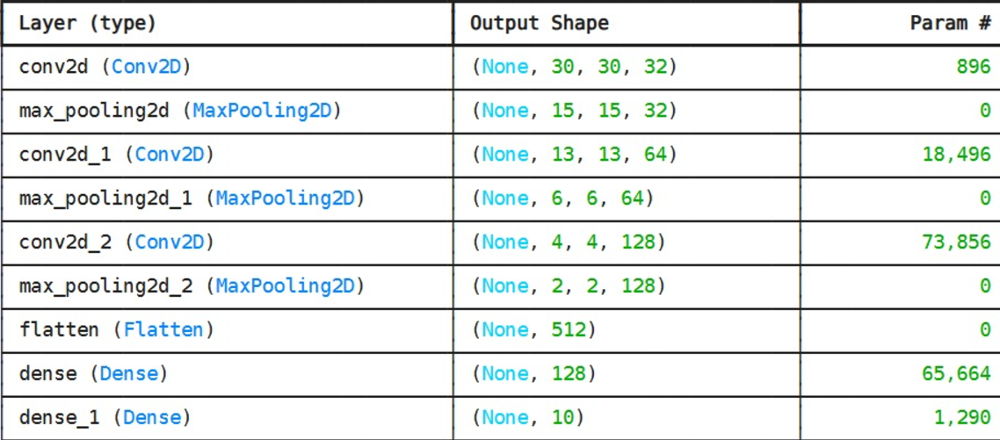 Layer (type) Output Shape Param #
conv2d (Conv2D) (None, 30, 30, 32) 896
max_pooling2d (MaxPooling2D) (None, 15, 15, 32) 0
conv2d_1 (Conv2D) (None, 13, 13, 64) 18,496
max_pooling2d_1 (MaxPooling2D) (None, 6, 6, 64) 0
conv2d_2 (Conv2D) (None, 4, 4, 128) 73,856
max_pooling2d_2 (MaxPooling2D) (None, 2, 2, 128) 0
flatten (Flatten) (None, 512) 0
dense (Dense) (None, 128) 65,664
dense_1 (Dense) (None, 10) 1,290